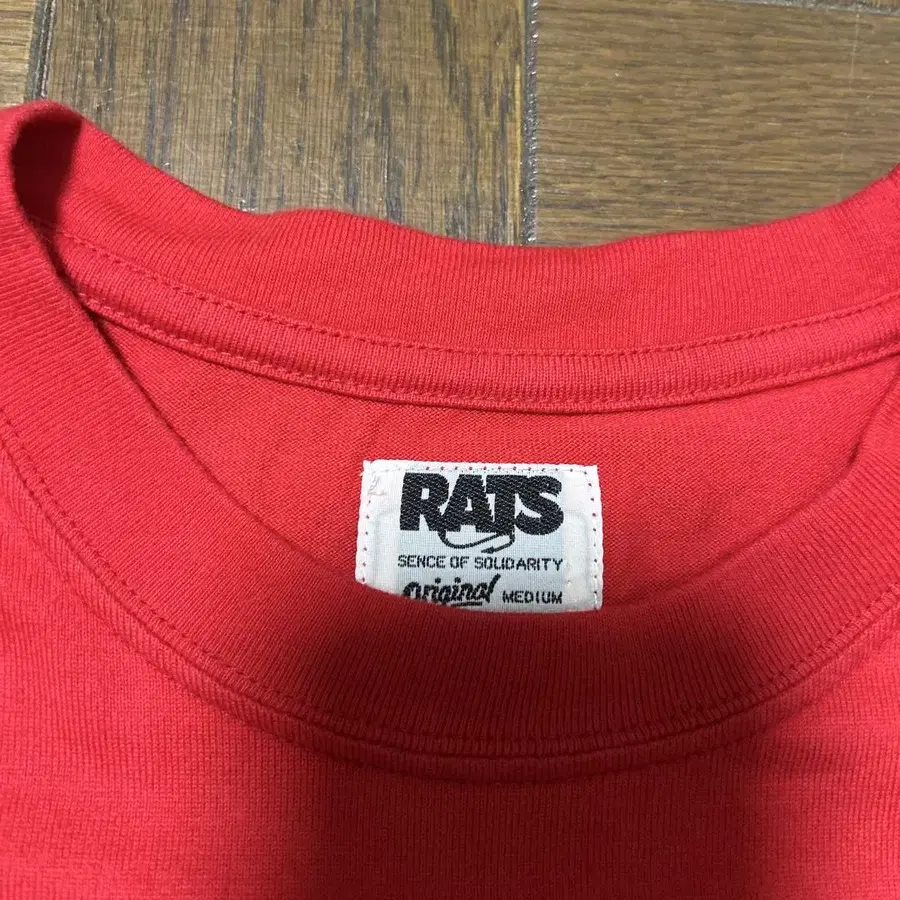 RATS
SENCE OF SOLIDARITY
original MEDIUM